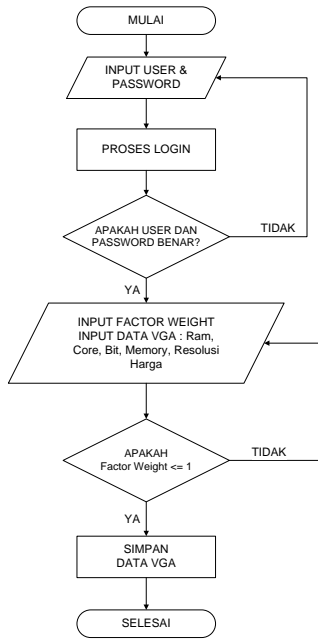 MULAI
INPUT USER &
PASSWORD
PROSES LOGIN
APAKAH USER DAN
PASSWORD BENAR?
TIDAK
YA
INPUT FACTOR WEIGHT
INPUT DATA VGA : Ram,
Core, Bit, Memory, Resolusi
Harga
APAKAH
Factor Weight <= 1
TIDAK
YA
SIMPAN
DATA VGA
SELESAI